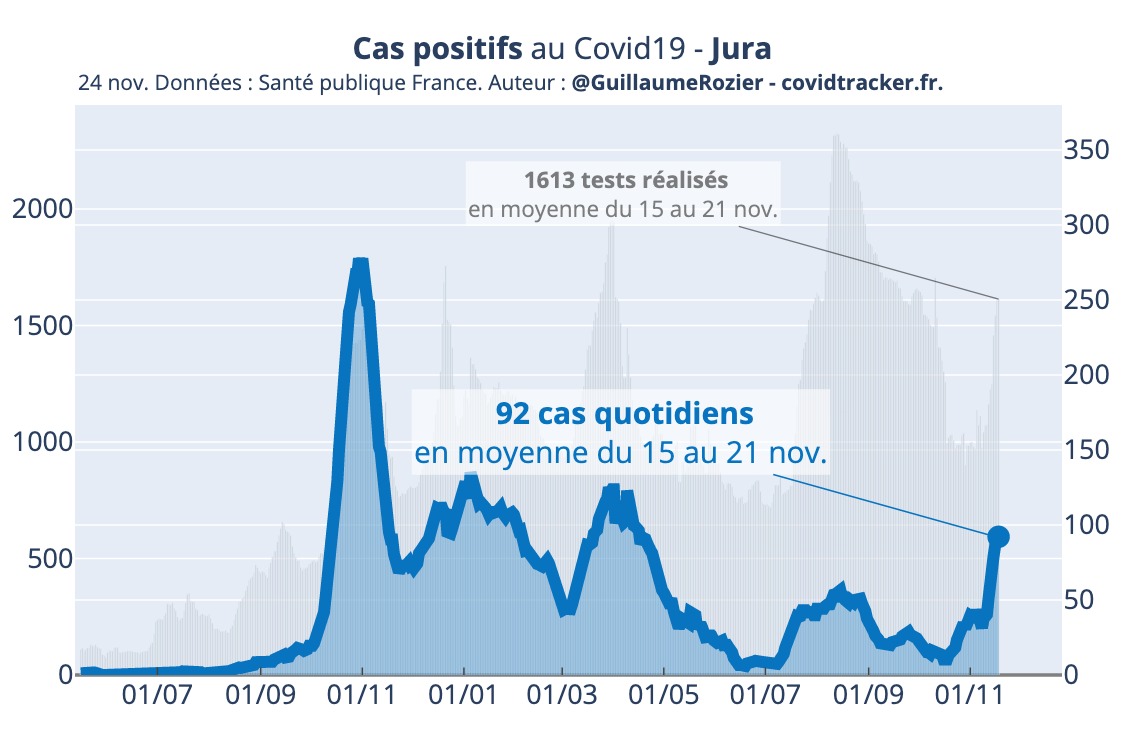 Cas positifs au Covid19 - Jura
24 nov. Données : Santé publique France. Auteur : @GuillaumeRozier - covidtracker.fr.
350
1613 tests réalisés
2000
en moyenne du 15 au 21 nov.
300
250
1500
200
92 cas quotidiens
1000
150
en moyenne du 15 au 21 nov.
100
500
50
0
0
01/07 01/09 01/11 01/01 01/03 01/05 01/07 01/09 01/11